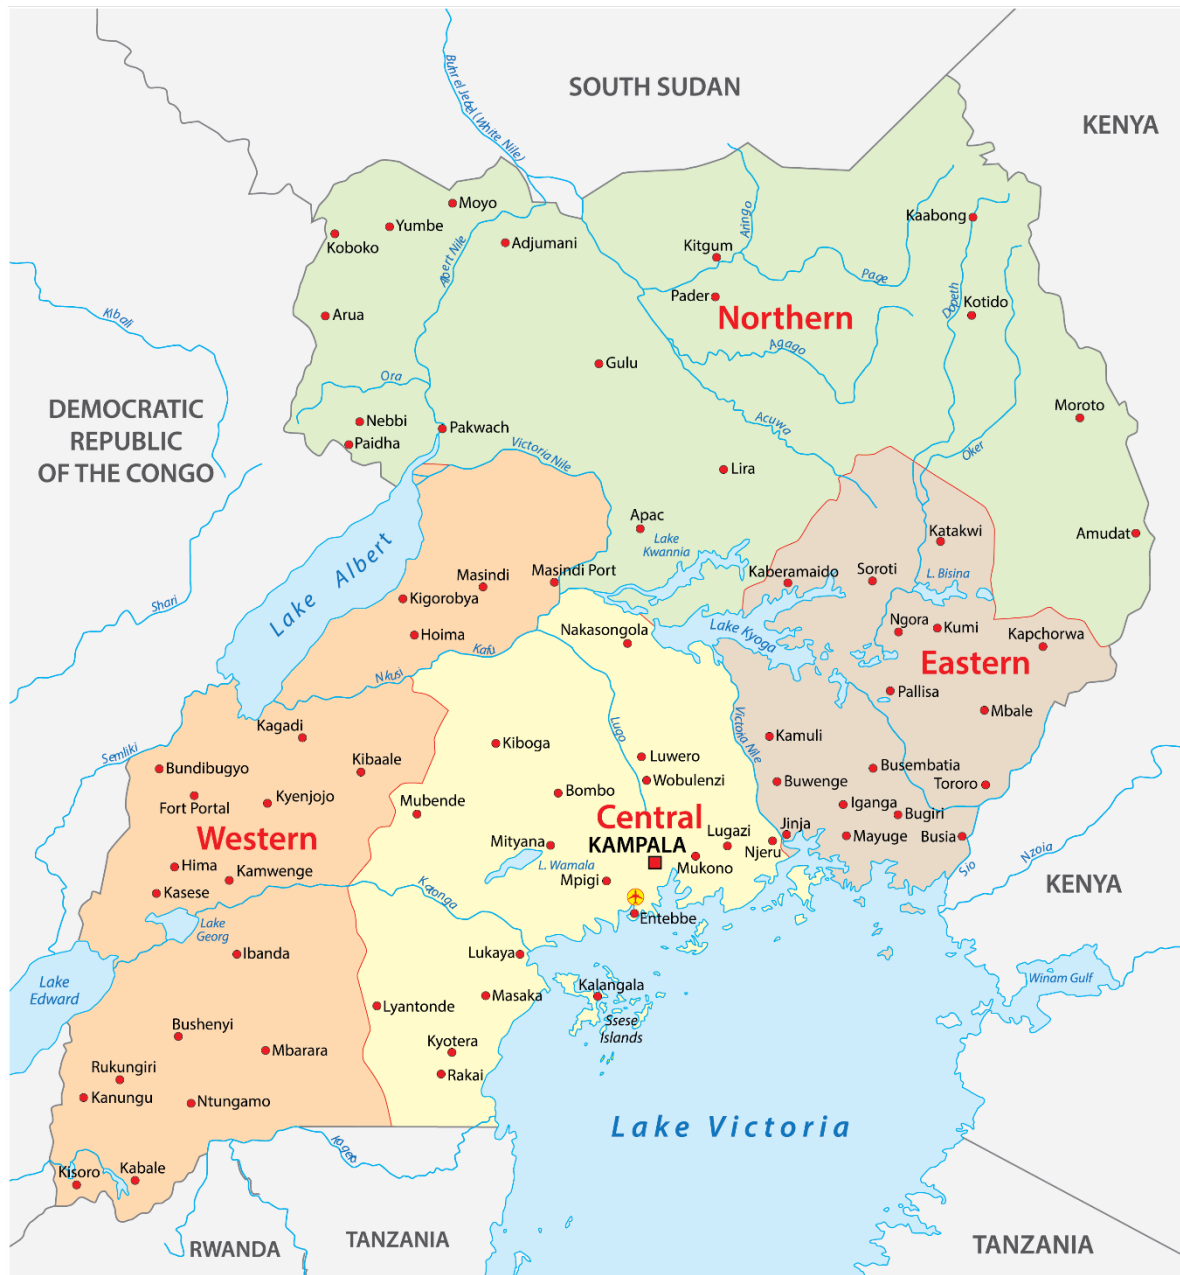 SOUTH SUDAN
KENYA
Buhrel Jebel (White Nile)
Moyo
Yumbe
Koboko
Adjumani
Albert Nile
Aringo
Kitgum
Kaabong
Page
Pader
Northern
Dopeth
Kotido
Kibali
Arua
Agago
Gulu
Ora
DEMOCRATIC
REPUBLIC
OF THE CONGO
Nebbi
Paidha
Pakwach
Victoria Nile
Acuwa
Moroto
Oker
Lira
Apac
Lake
Kwannia
Katakwi
Amudat
Lake Albert
Masindi
Masindi Port
Kaberamaido
Soroti
L. Bisina
Kigorobya
Shari
Hoima
Nakasongola
Lake Kyoga
Ngora
Kumi
Kapchorwa
Kafu
Nkusi
Eastern
Pallisa
Mbale
Kagadi
Lugo
Victoria Nile
Kamuli
Semliki
Kiboga
Luwero
Bundibugyo
Kibaale
Wobulenzi
Buwenge
Busembatia
Tororo
Fort Portal
Kyenjojo
Mubende
Bombo
Iganga
Bugiri
Central
Western
Mityana
KAMPALA
Lugazi
Jinja
Mayuge
Busia
Njeru
Mukono
L. Wamala
Mpigi
Hima
Kamwenge
Kasese
Sio
Nzoia
KENYA
Katonga
Entebbe
Lake
Georg
Ibanda
Lukaya
Lake
Edward
Winam Gulf
Kalangala
Masaka
Lyantonde
Ssese
Islands
Bushenyi
Mbarara
Kyotera
Rukungiri
Rakai
Kanungu
Ntungamo
Lake Victoria
Kagera
Kisoro
Kabale
RWANDA
TANZANIA
TANZANIA